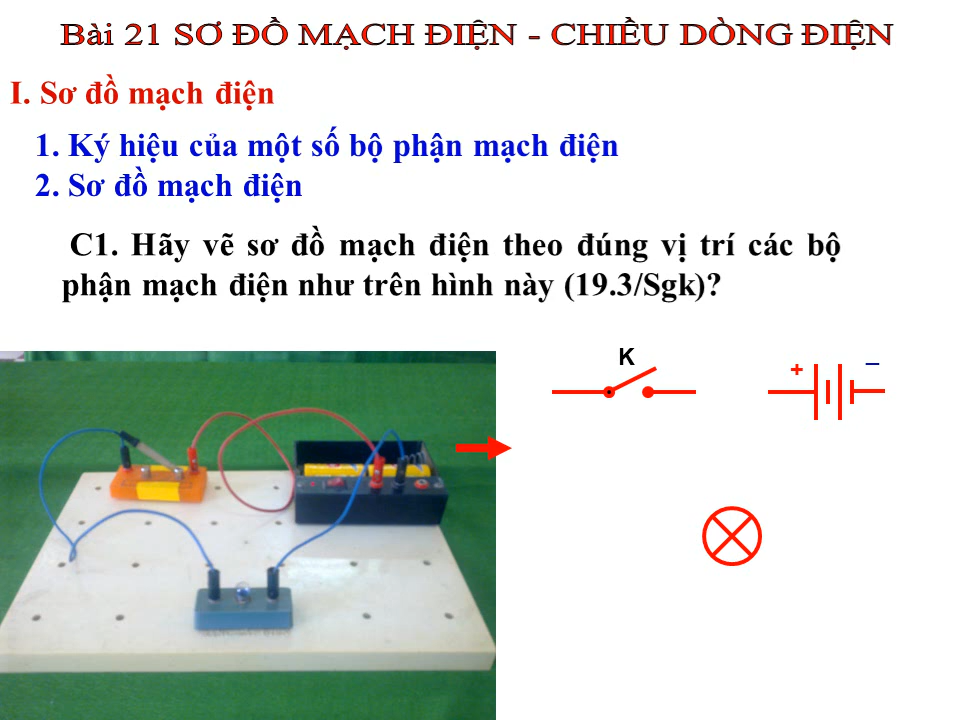 Bài 21 SƠ ĐỒ MẠCH ĐIỆN - CHIỀU DÒNG ĐIỆN
I. Sơ đồ mạch điện
1. Ký hiệu của một số bộ phận mạch điện
2. Sơ đồ mạch điện
C1. Hãy vẽ sơ đồ mạch điện theo đúng vị trí các bộ
phận mạch điện như trên hình này (19.3/Sgk)?
K
+ –